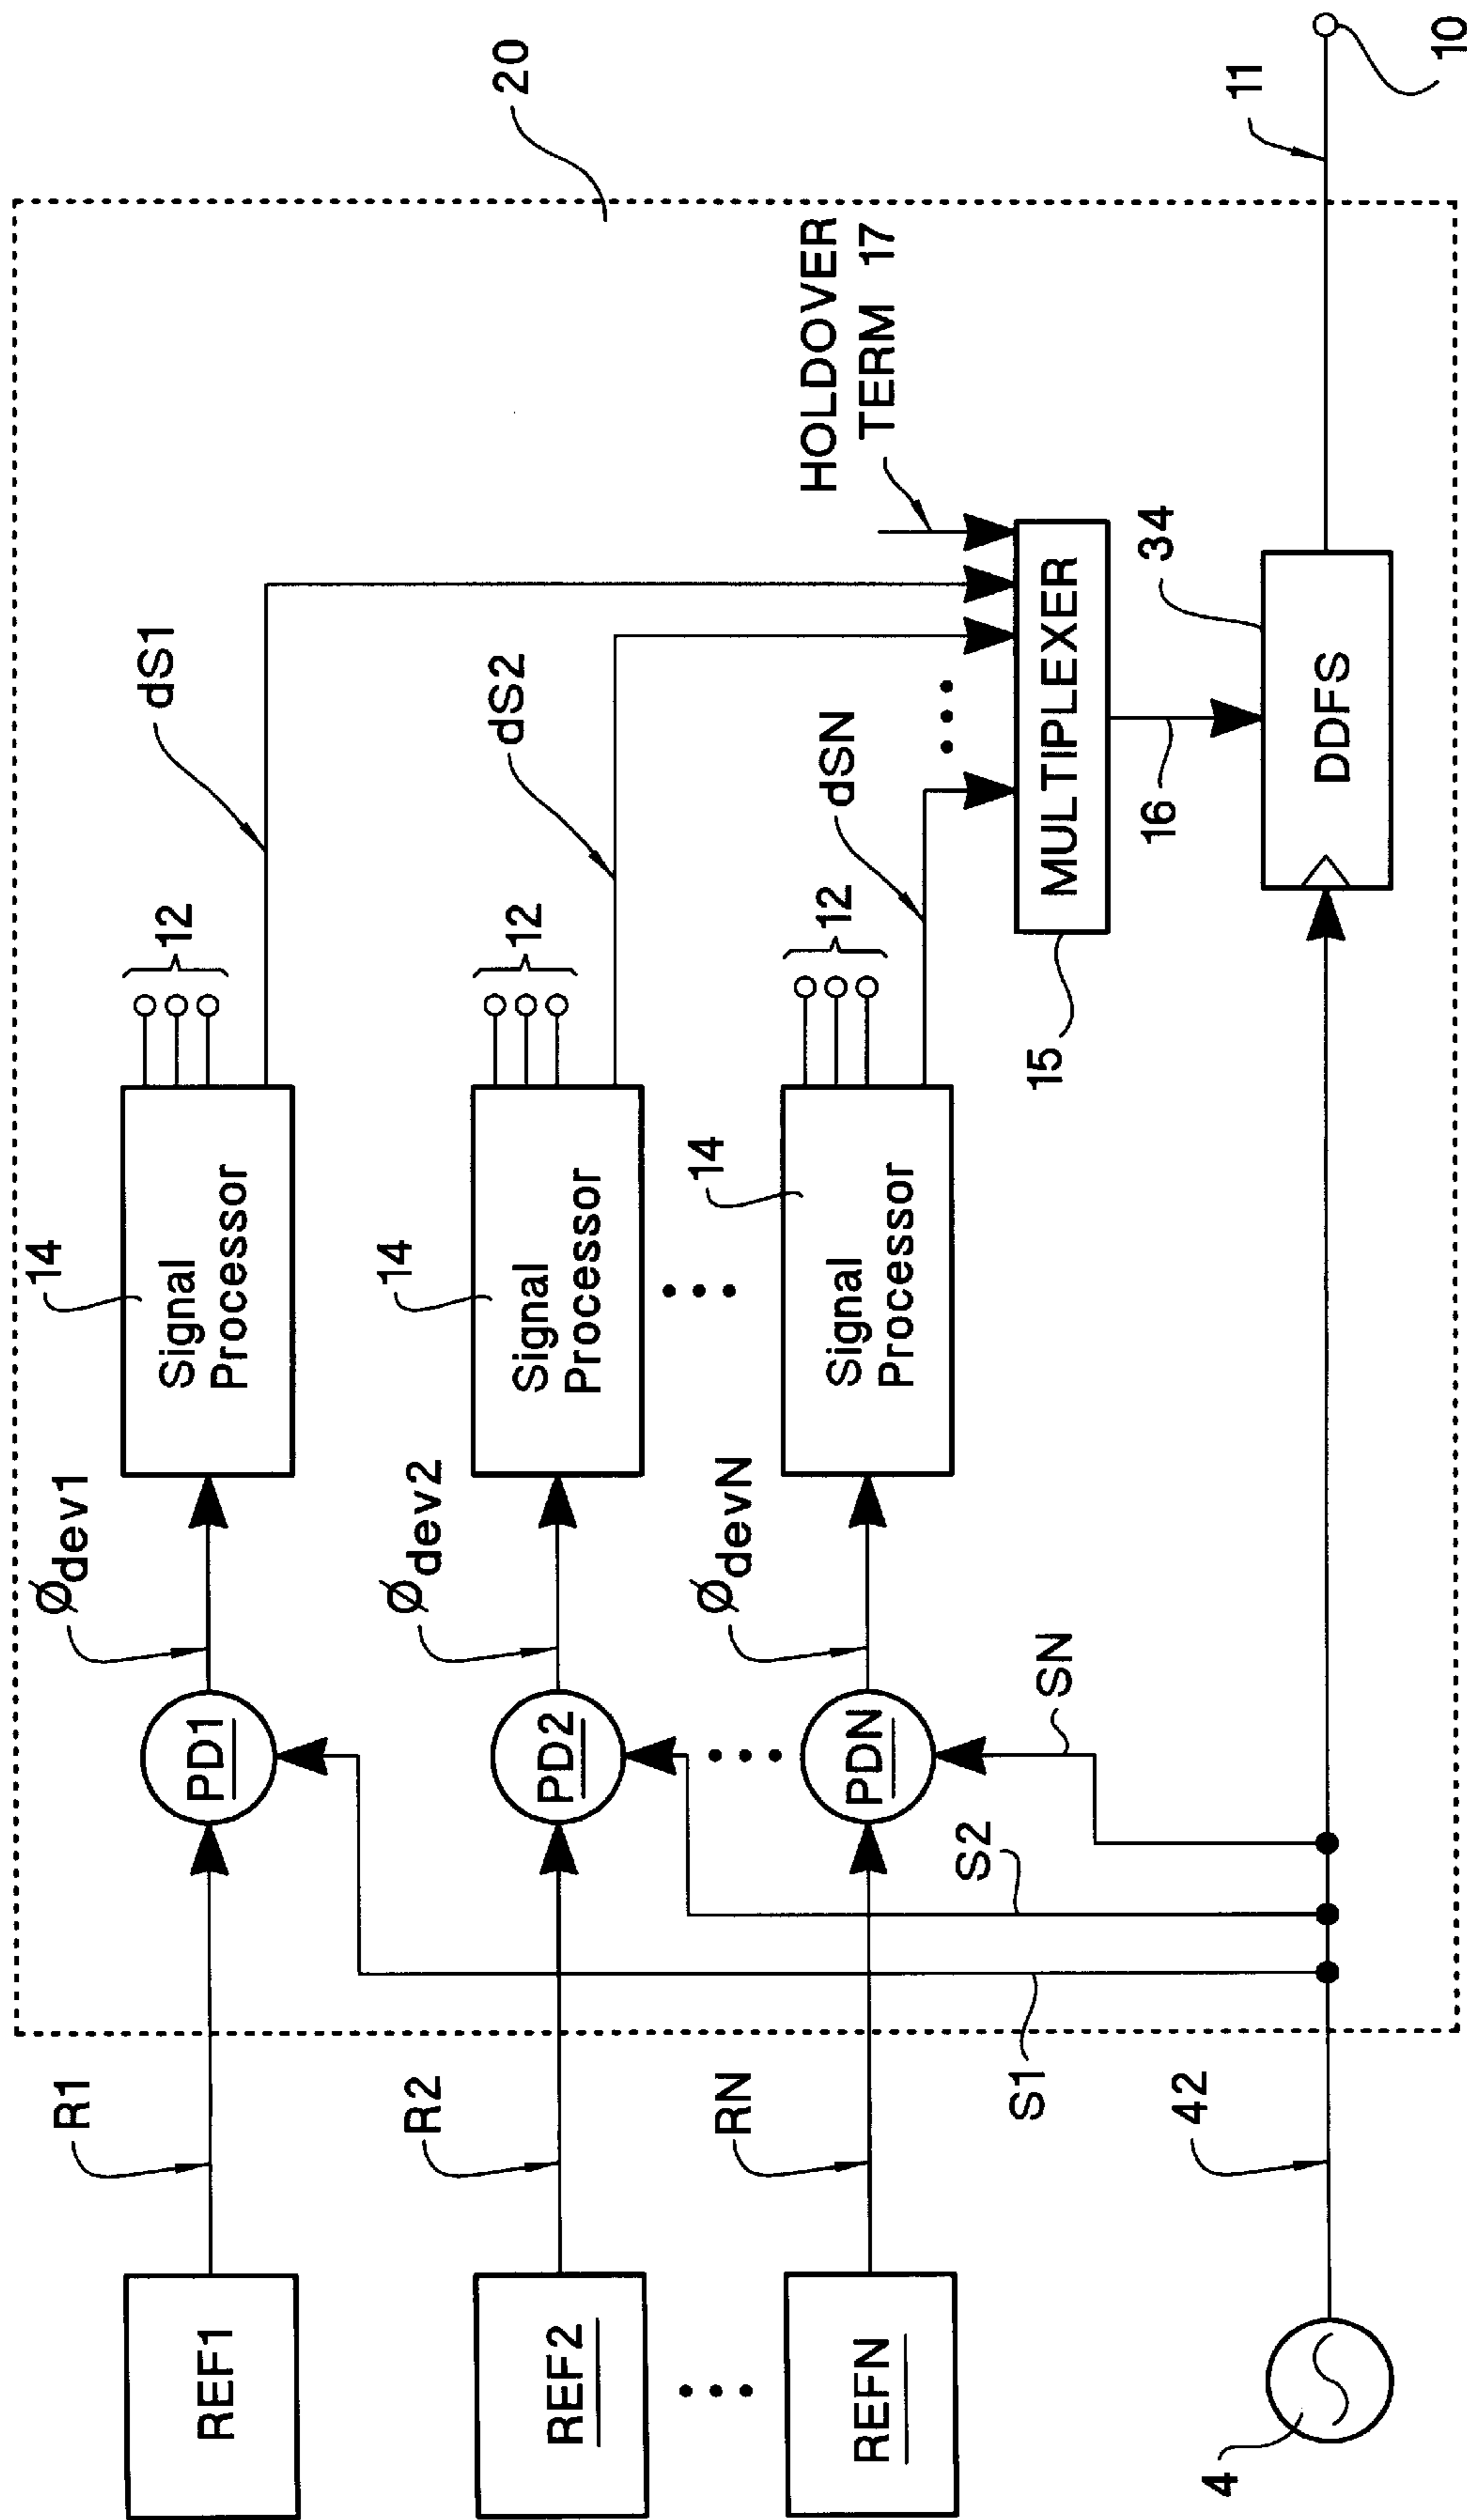 20
11
10
R1
REF1
PD1
Ødev1
14
Signal
Processor
12
dS1
R2
REF2
PD2
Ødev2
14
Signal
Processor
12
dS2
RN
REFN
PDN
ØdevN
14
Signal
Processor
12
dSN
HOLDOVER
TERM 17
MULTIPLEXER
15
16
34
DDFS
S1
S2
SN
42
4